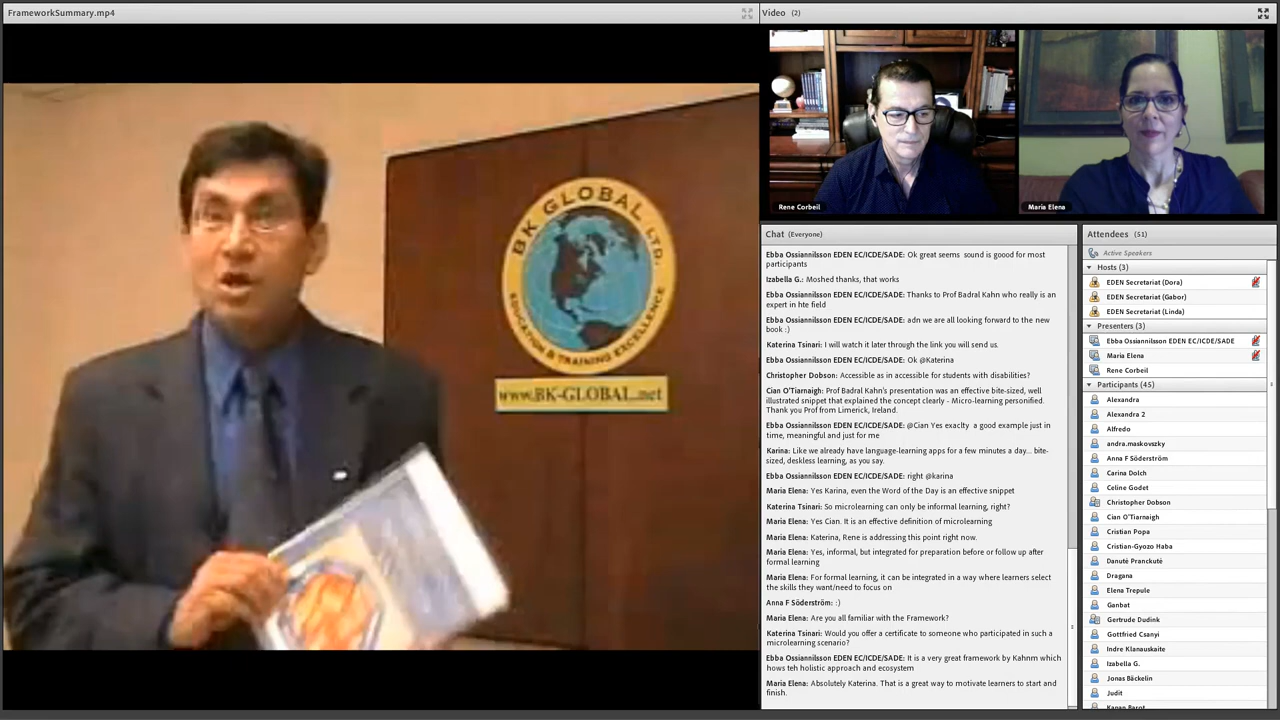 FrameworkSummary.mp4
BK GLOBAL LTD.
www.BK-GLOBAL.net
Video (2)
Rene Corbeil
Maria Elena
Chat (Everyone)
Ebba Ossiannilsson EDEN EC/ICDE/SADE: Ok great seems sound is goood for most
participants
Izabella G.: Moshed thanks, that works
Ebba Ossiannilsson EDEN EC/ICDE/SADE: Thanks to Prof Badral Kahn who really is an
expert in hte field
Ebba Ossiannilsson EDEN EC/ICDE/SADE: adn we are all looking forward to the new
book :)
Katerina Tsinari: I will watch it later through the link you will send us.
Ebba Ossiannilsson EDEN EC/ICDE/SADE: Ok @Katerina
Christopher Dobson: Accessible as in accessible for students with disabilities?
Cian O'Tiarnaigh: Prof Badral Kahn's presentation was an effective bite-sized, well
illustrated snippet that explained the concept clearly - Micro-learning personified.
Thank you Prof from Limerick, Ireland.
Ebba Ossiannilsson EDEN EC/ICDE/SADE: @Cian Yes exaclty a good example just in
time, meaningful and just for me
Karina: Like we already have language-learning apps for a few minutes a day... bite-
sized, deskless learning, as you say.
Ebba Ossiannilsson EDEN EC/ICDE/SADE: right @karina
Maria Elena: Yes Karina, even the Word of the Day is an effective snippet
Katerina Tsinari: So microlearning can only be informal learning, right?
Maria Elena: Yes Cian. It is an effective definition of microlearning
Maria Elena: Katerina, Rene is addressing this point right now.
Maria Elena: Yes, informal, but integrated for preparation before or follow up after
formal learning
Maria Elena: For formal learning, it can be integrated in a way where learners select
the skills they want/need to focus on
Anna F Söderström: :)
Maria Elena: Are you all familiar with the Framework?
Katerina Tsinari: Would you offer a certificate to someone who participated in such a
microlearning scenario?
Ebba Ossiannilsson EDEN EC/ICDE/SADE: It is a very great framework by Kahnm which
hows teh holistic approach and ecosystem
Maria Elena: Absolutely Katerina. That is a great way to motivate learners to start and
finish.
Attendees (51)
Active Speakers
Hosts (3)
EDEN Secretariat (Dora)
EDEN Secretariat (Gabor)
EDEN Secretariat (Linda)
Presenters (3)
Ebba Ossiannilsson EDEN EC/ICDE/SADE
Maria Elena
Rene Corbeil
Participants (45)
Alexandra
Alexandra 2
Alfredo
andra.maskovszky
Anna F Söderström
Carina Dolch
Celine Godet
Christopher Dobson
Cian O'Tiarnaigh
Cristian Popa
Cristian-Gyozo Haba
Danutė Pranckutė
Dragana
Elena Trepule
Ganbat
Gertrude Dudink
Gottfried Csanyi
Indre Klanauskaite
Izabella G.
Jonas Bäckelin
Judit
Karan Barot